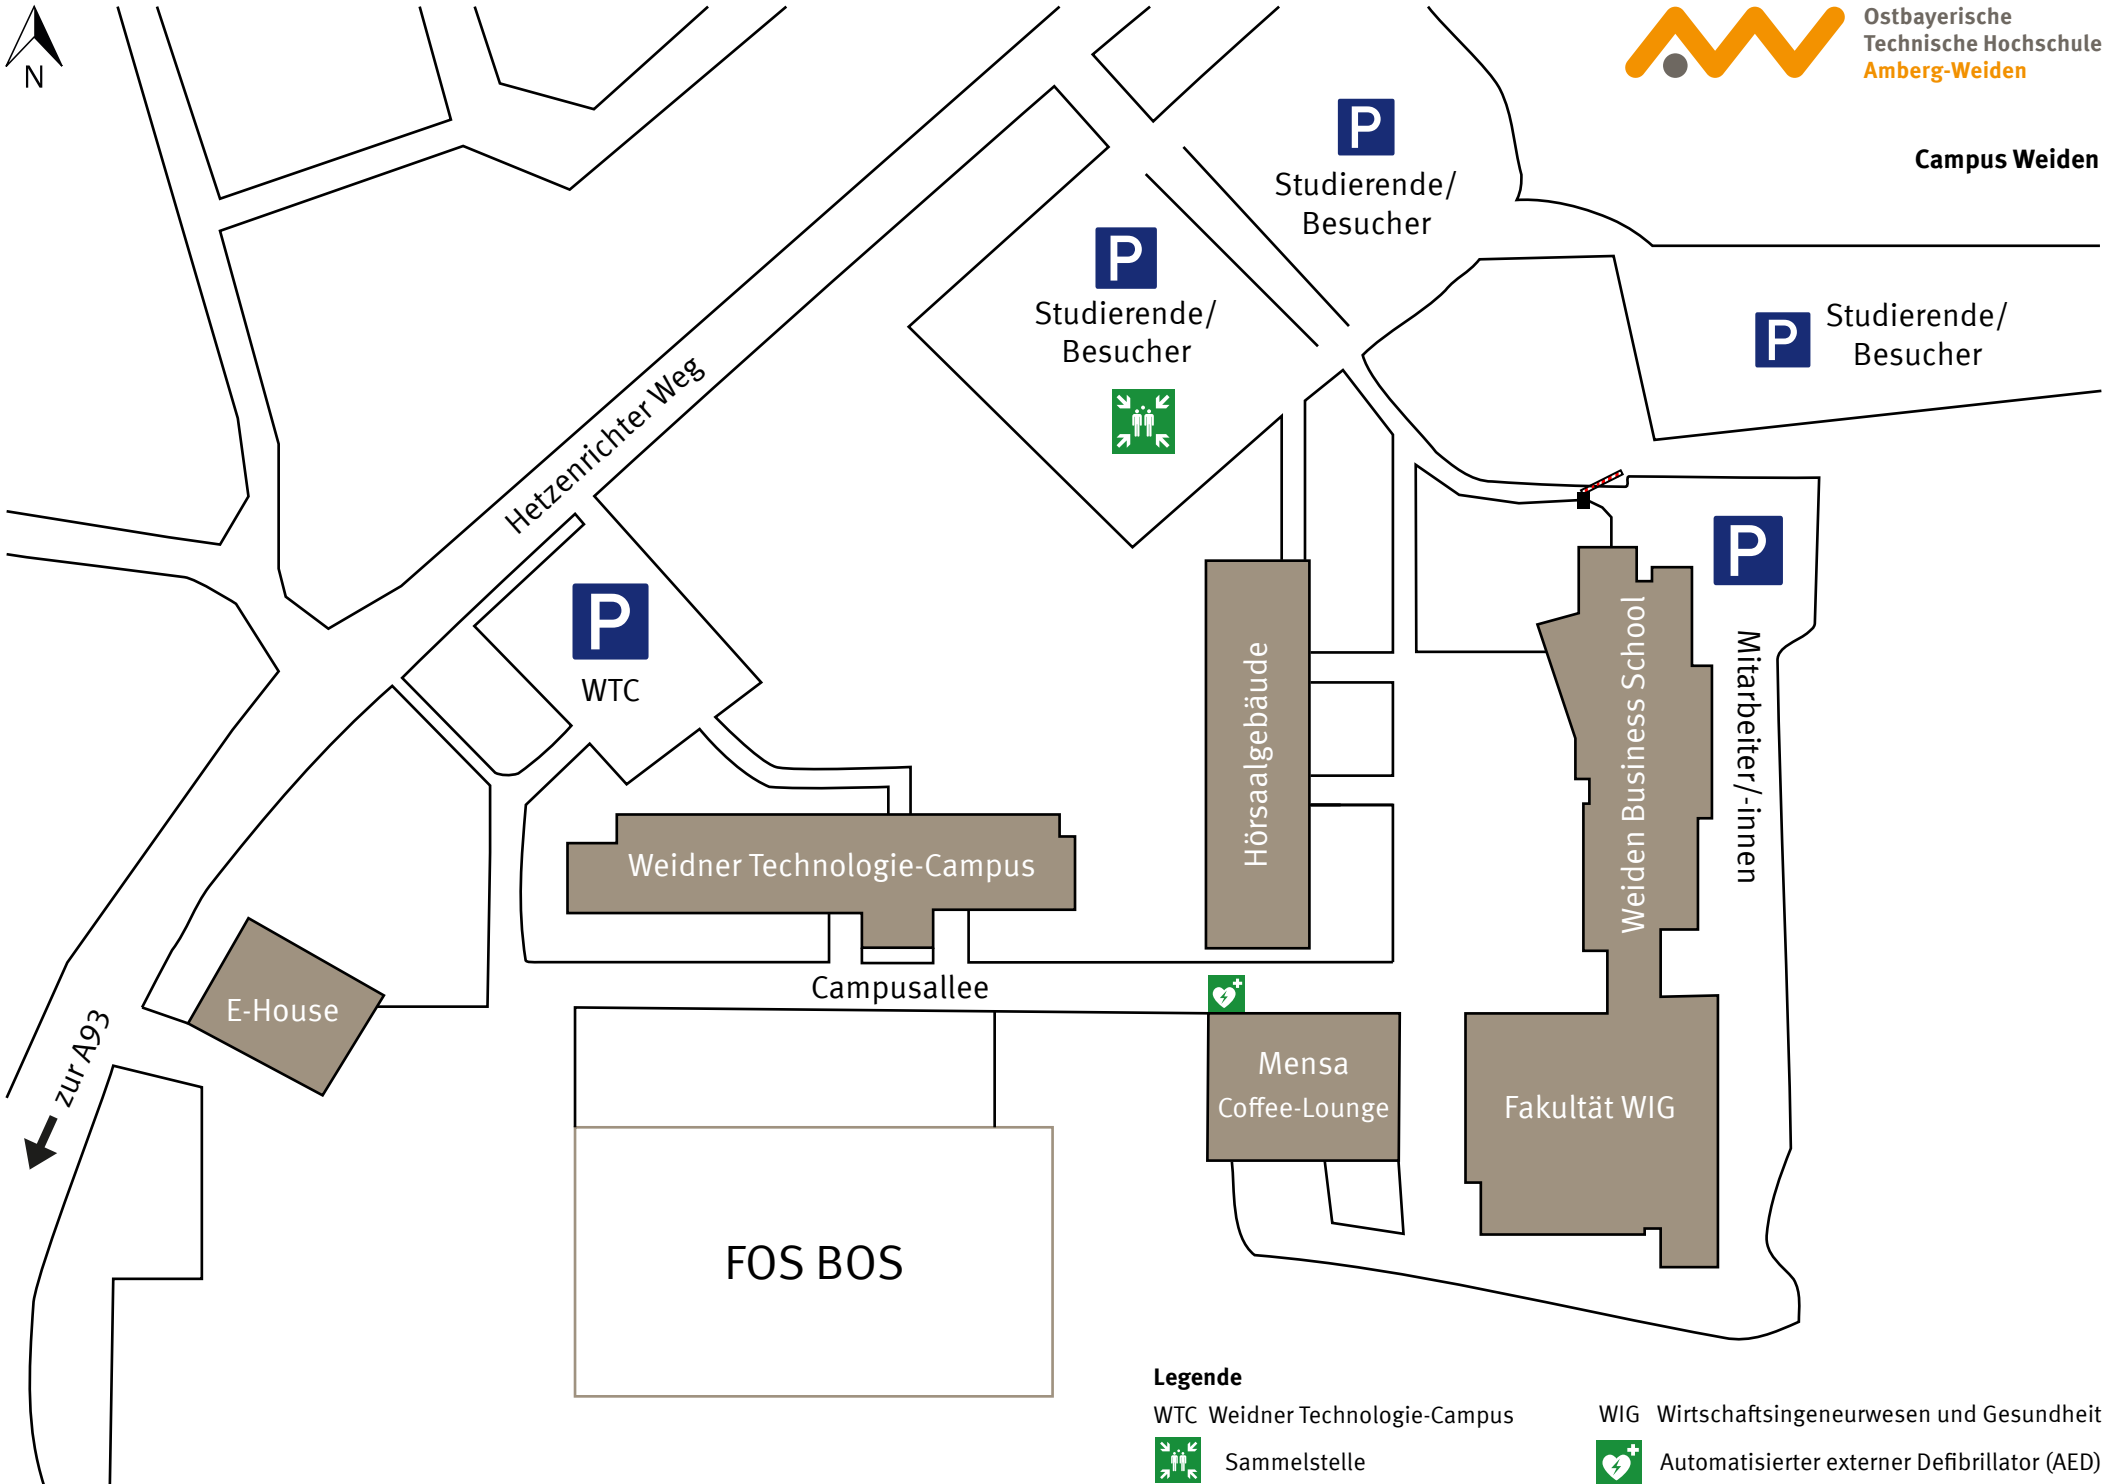 N
Ostbayerische
Technische Hochschule
Amberg-Weiden
Campus Weiden
P
Studierende/
Besucher
P
Studierende/
Besucher
P
Studierende/
Besucher
Hetzenrichter Weg
P
WTC
P
Mitarbeiter/-innen
Hörsaalgebäude
Weiden Business School
Weidner Technologie-Campus
Campusallee
E-House
zur A93
Mensa
Coffee-Lounge
Fakultät WIG
FOS BOS
Legende
WTC Weidner Technologie-Campus
WIG Wirtschaftsingeneurwesen und Gesundheit
Sammelstelle
Automatisierter externer Defibrillator (AED)